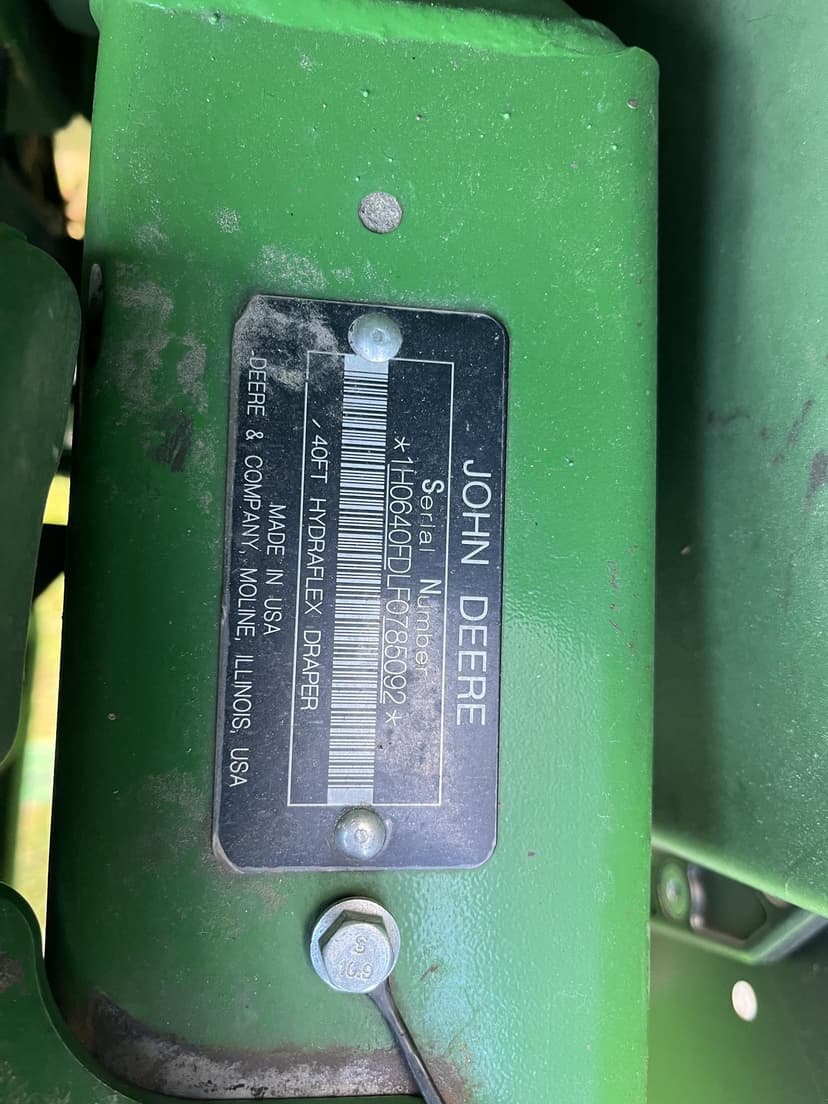 JOHN DEERE
Serial Number
*1H0640FDLF0785092*
,40FT HYDRAFLEX DRAPER
MADE IN USA
DEERE & COMPANY, MOLINE, ILLINOIS, USA
S
10.9